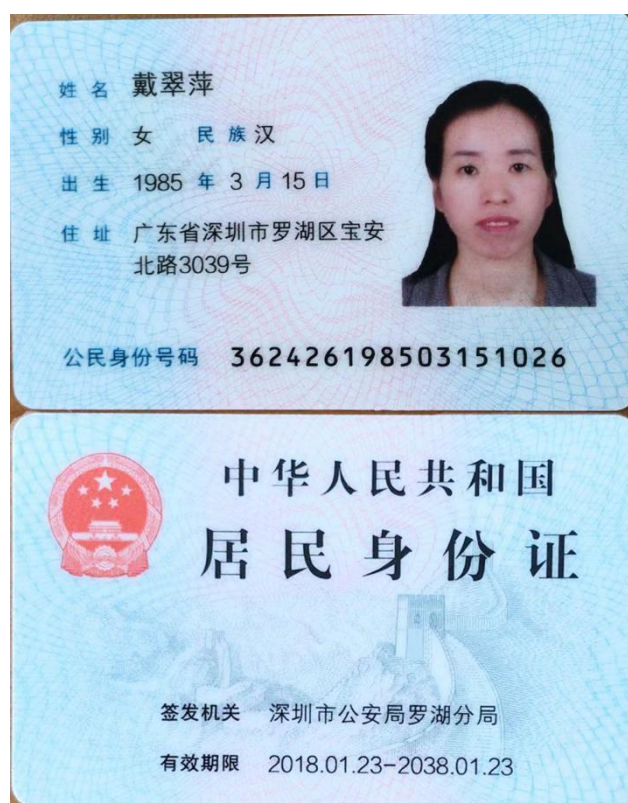 姓名 戴翠萍
性别 女 民族 汉
出生 1985 年 3 月 15 日
住址 广东省深圳市罗湖区宝安
北路3039号
公民身份号码 362426198503151026
中华人民共和国
居民身份证
签发机关 深圳市公安局罗湖分局
有效期限 2018.01.23-2038.01.23